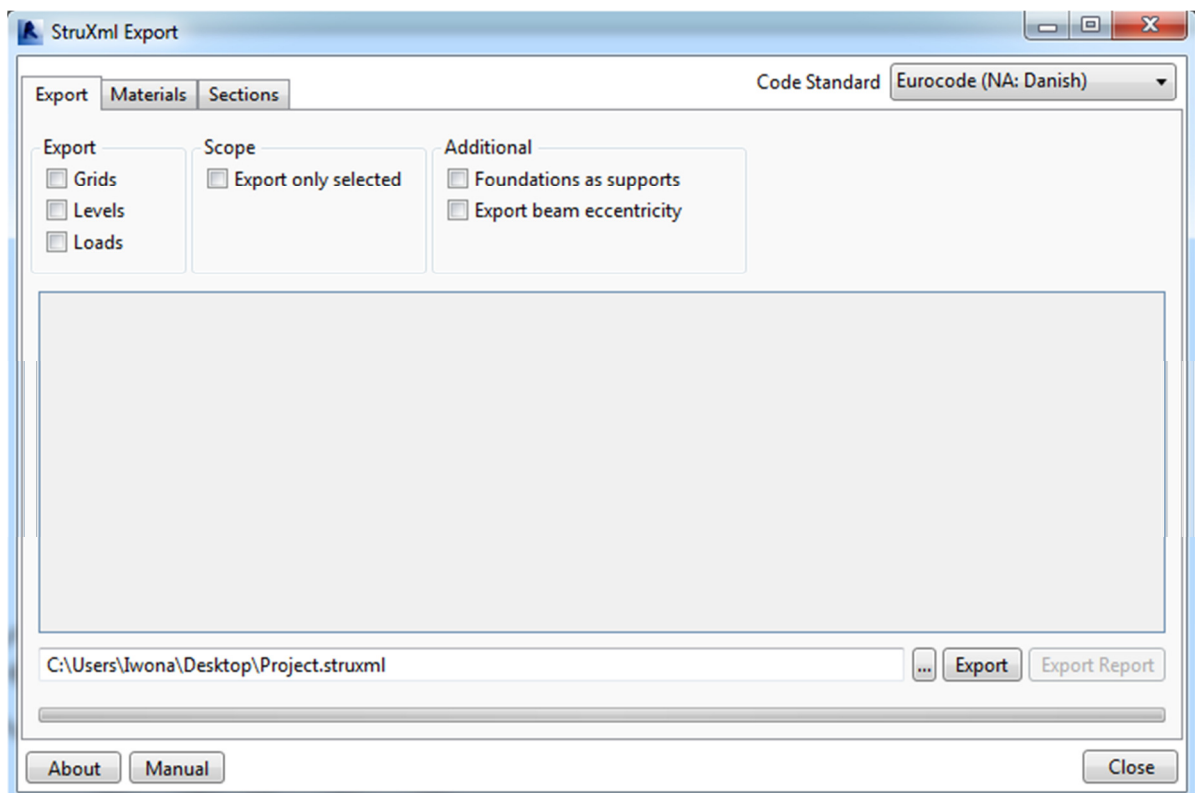 StruXml Export
Code Standard Eurocode (NA: Danish)
Export Materials Sections
Export Scope Additional
Grids Export only selected Foundations as supports
Levels Export beam eccentricity
Loads
C:\Users\Iwona\Desktop\Project.struxml ... Export Export Report
About Manual Close